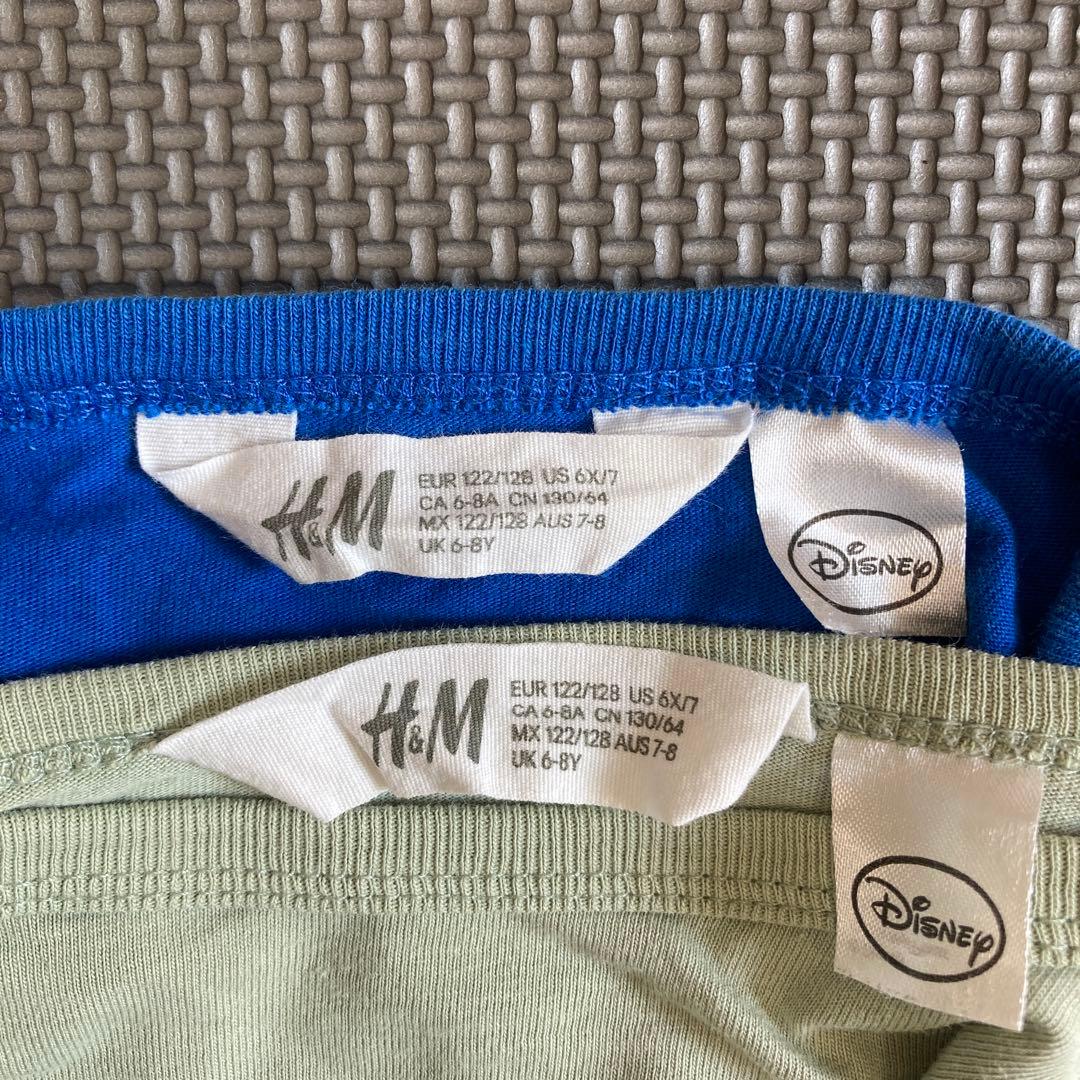 H&M
EUR 122/128 US 6X/7
CA 6-8A CN 130/64
MX 122/128 AUS 7-8
UK 6-8Y
Disney
H&M
EUR 122/128 US 6X/7
CA 6-8A CN 130/64
MX 122/128 AUS 7-8
UK 6-8Y
Disney